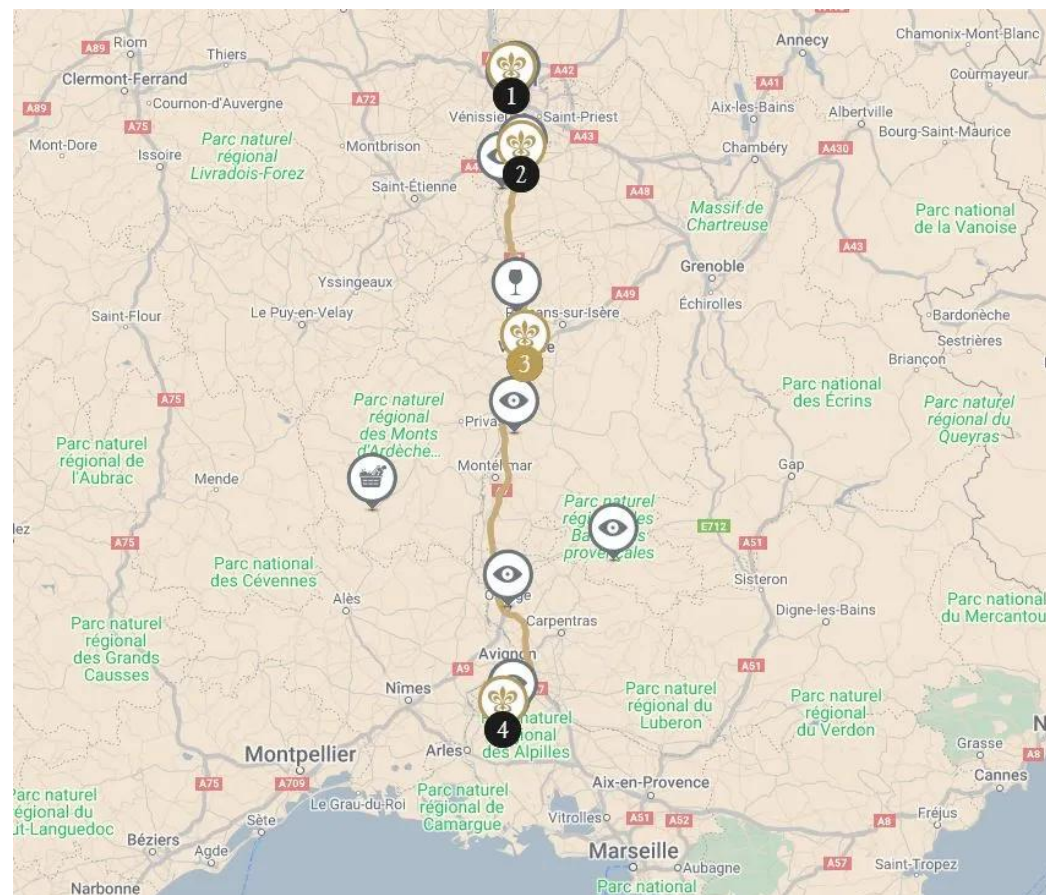 A89
Riom
Thiers
A42
Annecy
Chamonix-Mont-Blanc
Clermont-Ferrand
A41
Courmayeur
A89
Cournon-d'Auvergne
A72
1
Saint-Priest
Aix-les-Bains
Albertville
A75
Mont-Dore
Issoire
Parc naturel
régional
Livradois-Forez
Montbrison
A43
Bourg-Saint-Maurice
Chambéry
A430
2
Saint-Étienne
A48
Massif de
Chartreuse
Parc national
de la Vanoise
A43
Grenoble
Yssingeaux
A49
Échirolles
Saint-Flour
Le Puy-en-Velay
Bardonèche
Sestrières
3
Briançon
A75
Parc naturel
régional
des Monts
d'Ardèche...
Parc national
des Écrins
Parc naturel
régional du
Queyras
Parc naturel
régional de
l'Aubrac
Mende
Gap
A75
E712
A51
Parc national
des Cévennes
Sisteron
Alès
Digne-les-Bains
Parc national
Carpentras
Parc naturel
régional
des Grands
Causses
Avignon
A9
A51
Nîmes
Parc naturel
régional du
Luberon
Parc naturel
régional
du Verdon
4
des Alpilles
Arles
Montpellier
Grasse
A8
A75
A709
Aix-en-Provence
Cannes
Le Grau-du-Roi
Parc naturel
régional de
Camargue
Sète
Vitrolles
A51
A52
A8
Fréjus
Béziers
Agde
Marseille
Aubagne
A57
Saint-Tropez
Narbonne
Parc national